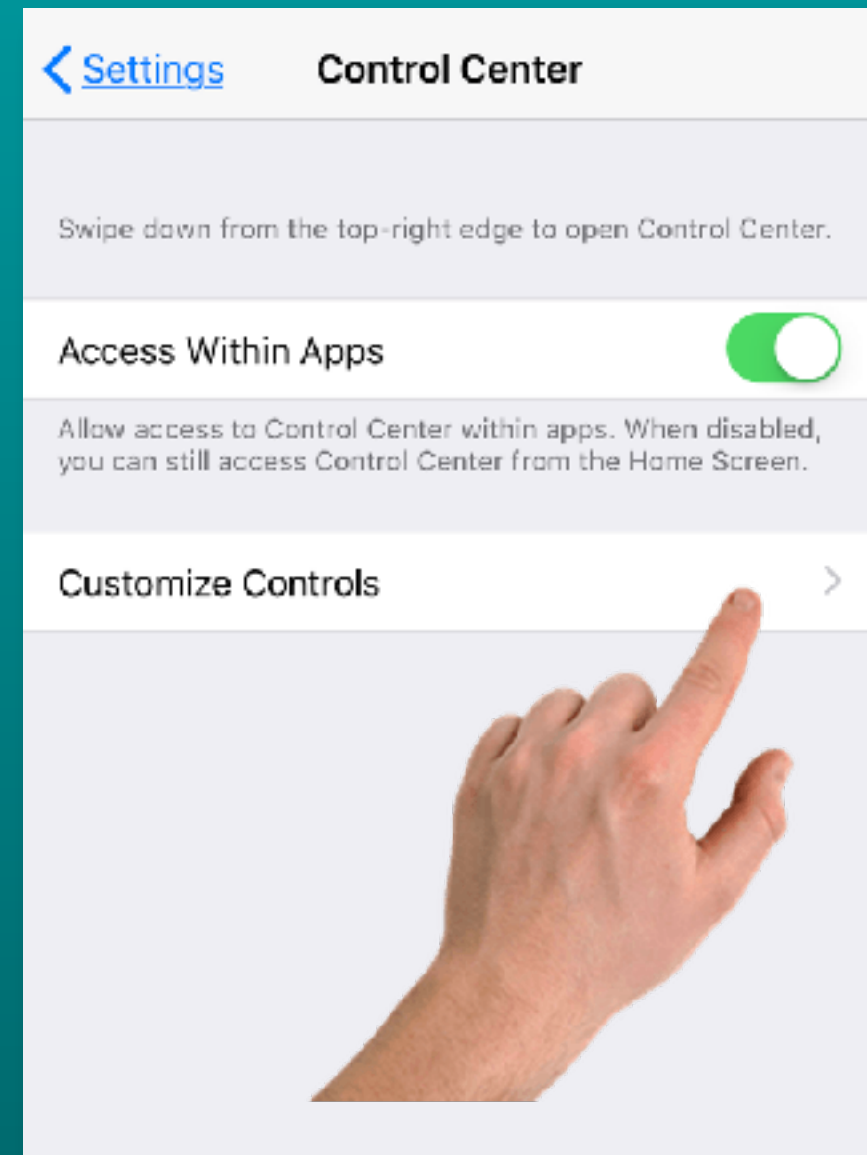 Settings Control Center
Swipe down from the top-right edge to open Control Center.
Access Within Apps
Allow access to Control Center within apps. When disabled,
you can still access Control Center from the Home Screen.
Customize Controls